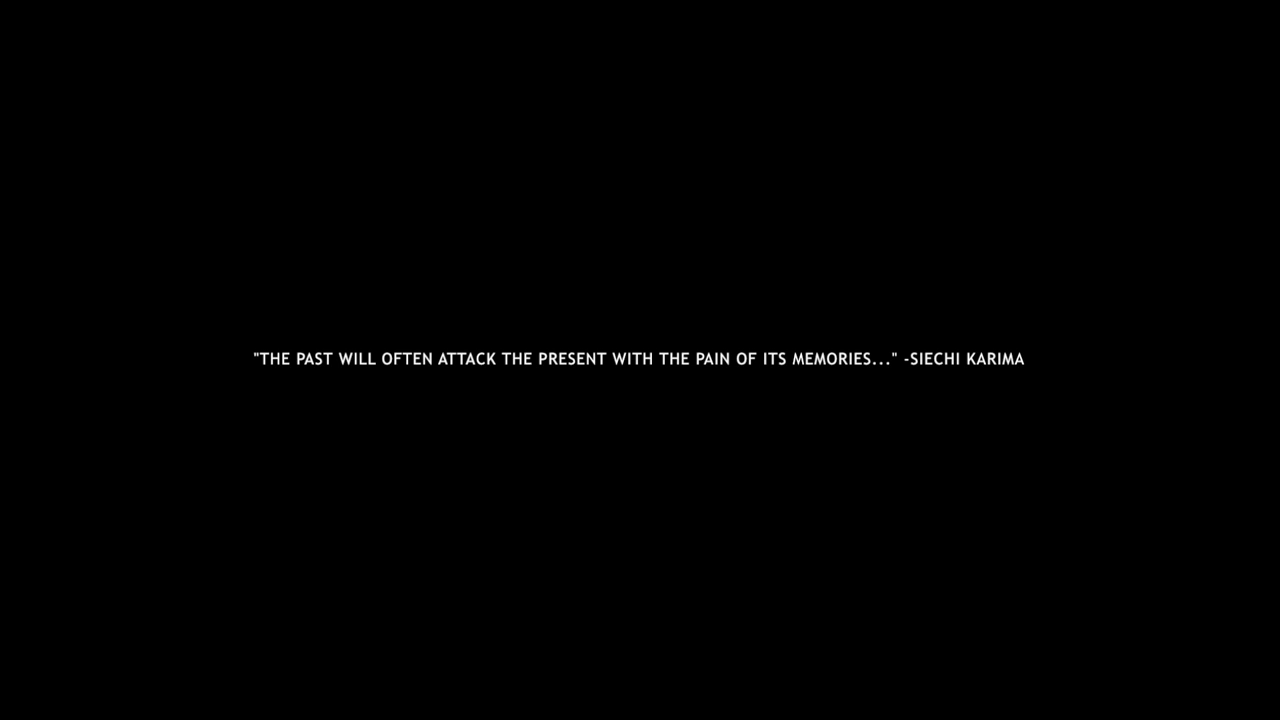 "THE PAST WILL OFTEN ATTACK THE PRESENT WITH THE PAIN OF ITS MEMORIES..." -SIECHI KARIMA